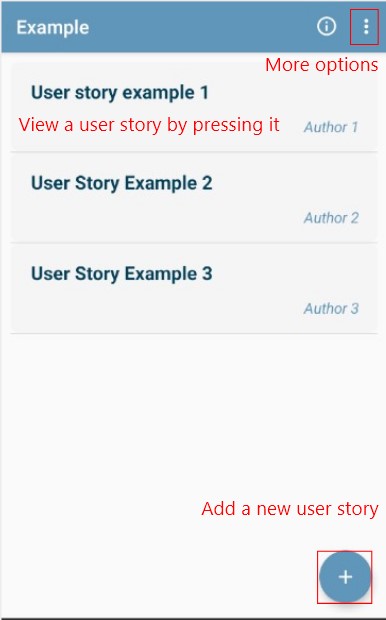 Example
More options
User story example 1
View a user story by pressing it
Author 1
User Story Example 2
Author 2
User Story Example 3
Author 3
Add a new user story
+